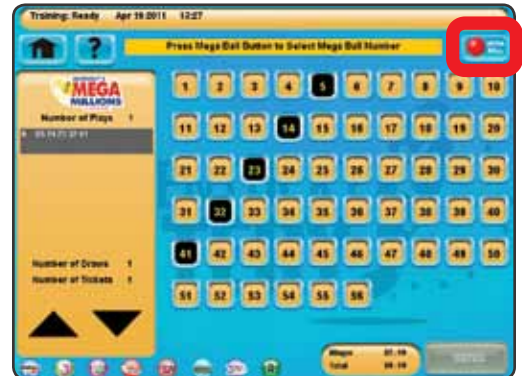 Training: Ready Apr 19 2011 12:27
? Press Mega Ball Button to Select Mega Ball Number
MEGA
MILLIONS
Number of Plays 1
1 2 3 4 5 6 7 8 9 10
11 12 13 14 15 16 17 18 19 20
21 22 23 24 25 26 27 28 29 30
31 32 33 34 35 36 37 38 39 40
41 42 43 44 45 46 47 48 49 50
51 52 53 54 55 56
Number of Draws 1
Number of Tickets 1
Total